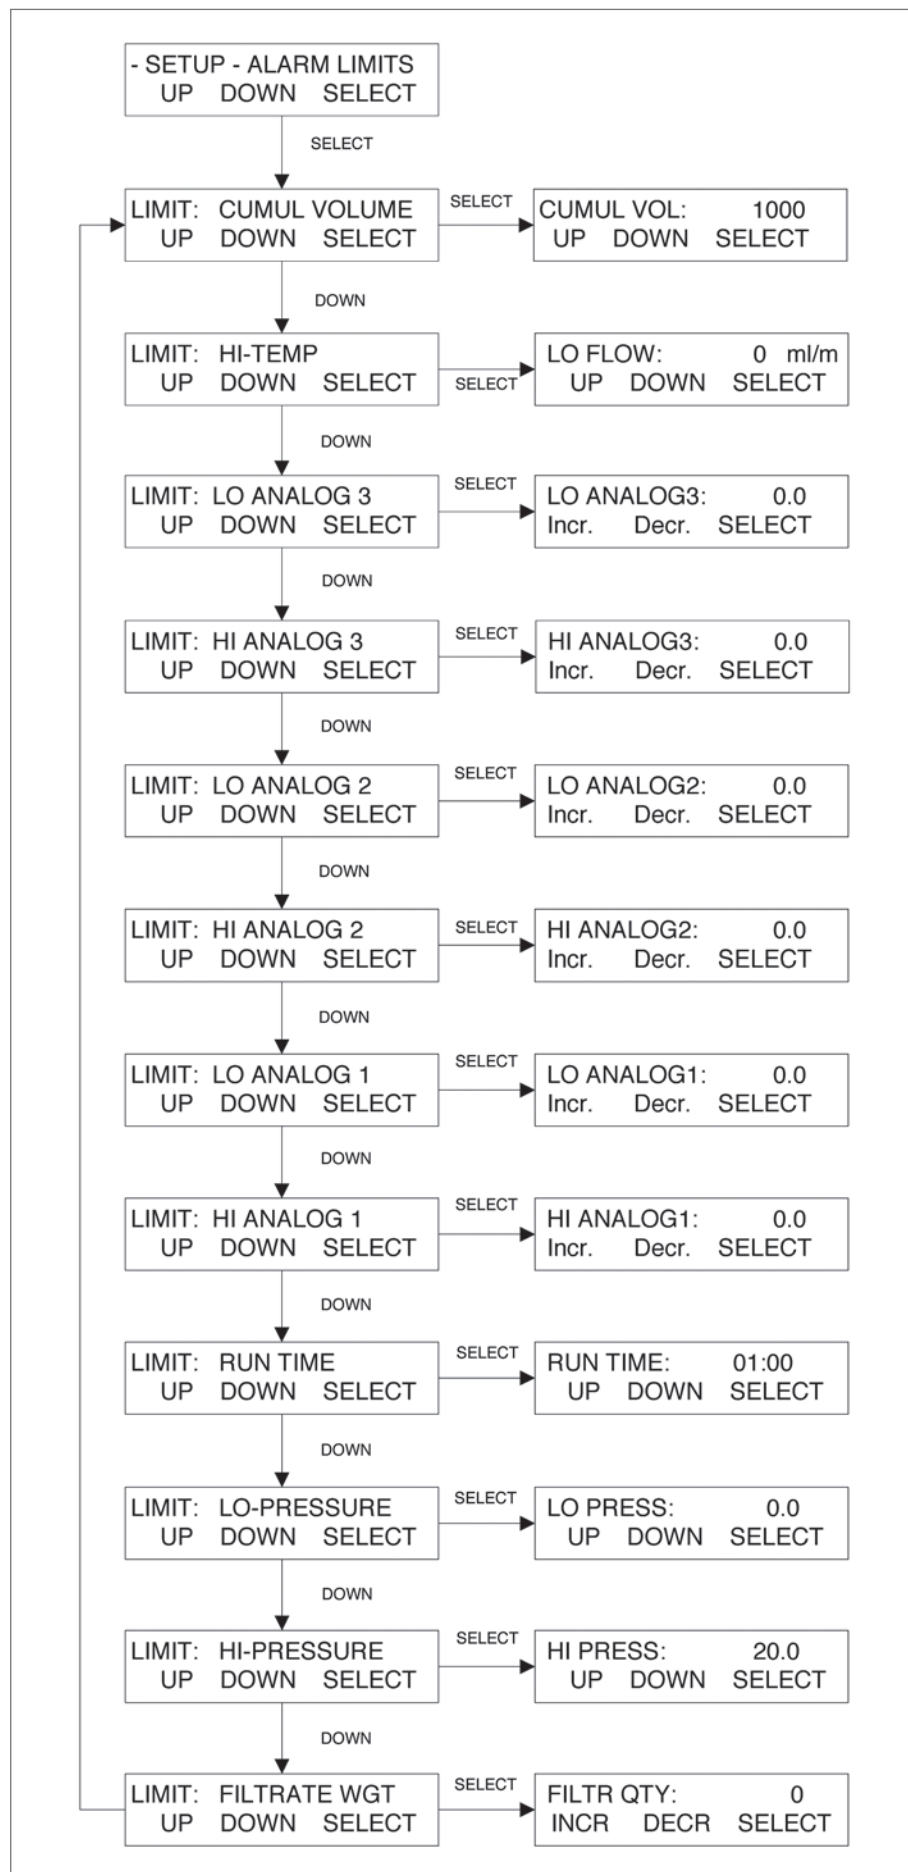 - SETUP - ALARM LIMITS
UP DOWN SELECT
SELECT
LIMIT: CUMUL VOLUME
UP DOWN SELECT
SELECT
CUMUL VOL: 1000
UP DOWN SELECT
DOWN
LIMIT: HI-TEMP
UP DOWN SELECT
SELECT
LO FLOW: 0 ml/m
UP DOWN SELECT
DOWN
LIMIT: LO ANALOG 3
UP DOWN SELECT
SELECT
LO ANALOG3: 0.0
Incr. Decr. SELECT
DOWN
LIMIT: HI ANALOG 3
UP DOWN SELECT
SELECT
HI ANALOG3: 0.0
Incr. Decr. SELECT
DOWN
LIMIT: LO ANALOG 2
UP DOWN SELECT
SELECT
LO ANALOG2: 0.0
Incr. Decr. SELECT
DOWN
LIMIT: HI ANALOG 2
UP DOWN SELECT
SELECT
HI ANALOG2: 0.0
Incr. Decr. SELECT
DOWN
LIMIT: LO ANALOG 1
UP DOWN SELECT
SELECT
LO ANALOG1: 0.0
Incr. Decr. SELECT
DOWN
LIMIT: HI ANALOG 1
UP DOWN SELECT
SELECT
HI ANALOG1: 0.0
Incr. Decr. SELECT
DOWN
LIMIT: RUN TIME
UP DOWN SELECT
SELECT
RUN TIME: 01:00
UP DOWN SELECT
DOWN
LIMIT: LO-PRESSURE
UP DOWN SELECT
SELECT
LO PRESS: 0.0
UP DOWN SELECT
DOWN
LIMIT: HI-PRESSURE
UP DOWN SELECT
SELECT
HI PRESS: 20.0
UP DOWN SELECT
DOWN
LIMIT: FILTRATE WGT
UP DOWN SELECT
SELECT
FILTR QTY: 0
INCR DECR SELECT